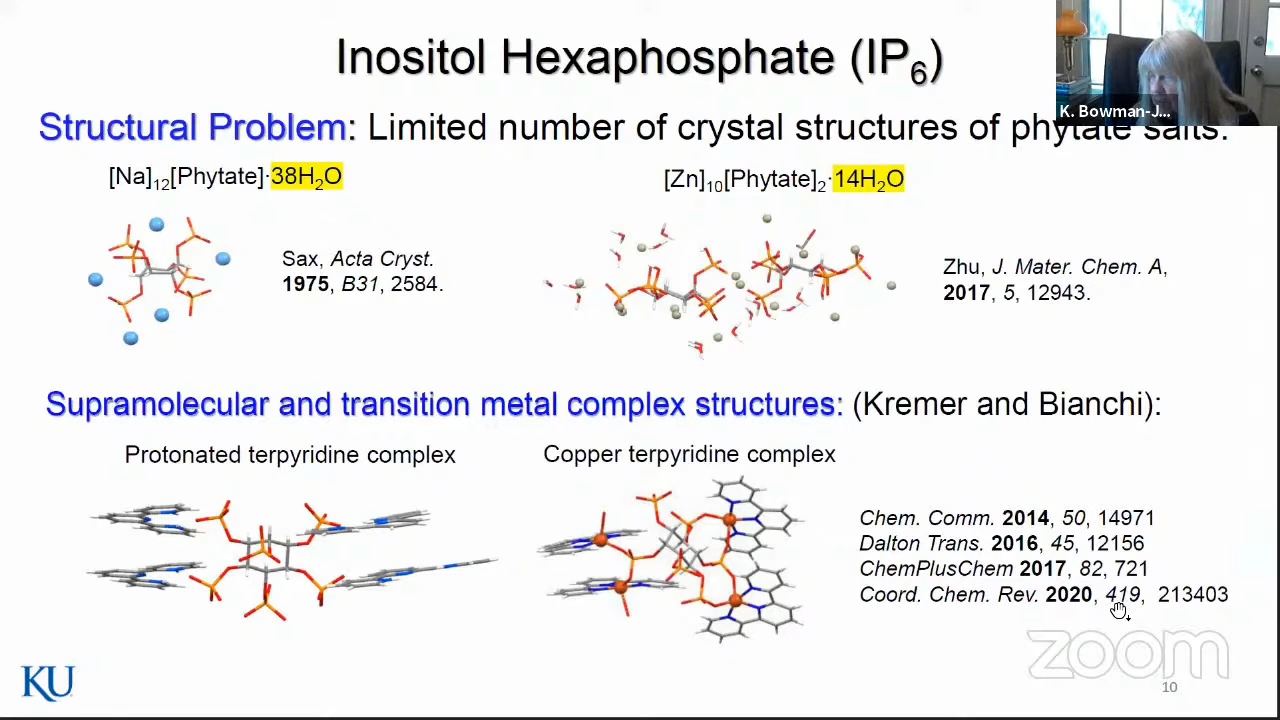 Inositol Hexaphosphate (IP₆)
K. Bowman-J...
Structural Problem: Limited number of crystal structures of phytate salts.
[Na]₁₂[Phytate]·38H₂O
[Zn]₁₀[Phytate]₂·14H₂O
Sax, Acta Cryst.
1975, B31, 2584.
Zhu, J. Mater. Chem. A,
2017, 5, 12943.
Supramolecular and transition metal complex structures: (Kremer and Bianchi):
Protonated terpyridine complex
Copper terpyridine complex
Chem. Comm. 2014, 50, 14971
Dalton Trans. 2016, 45, 12156
ChemPlusChem 2017, 82, 721
Coord. Chem. Rev. 2020, 419, 213403
zoom
KU
10